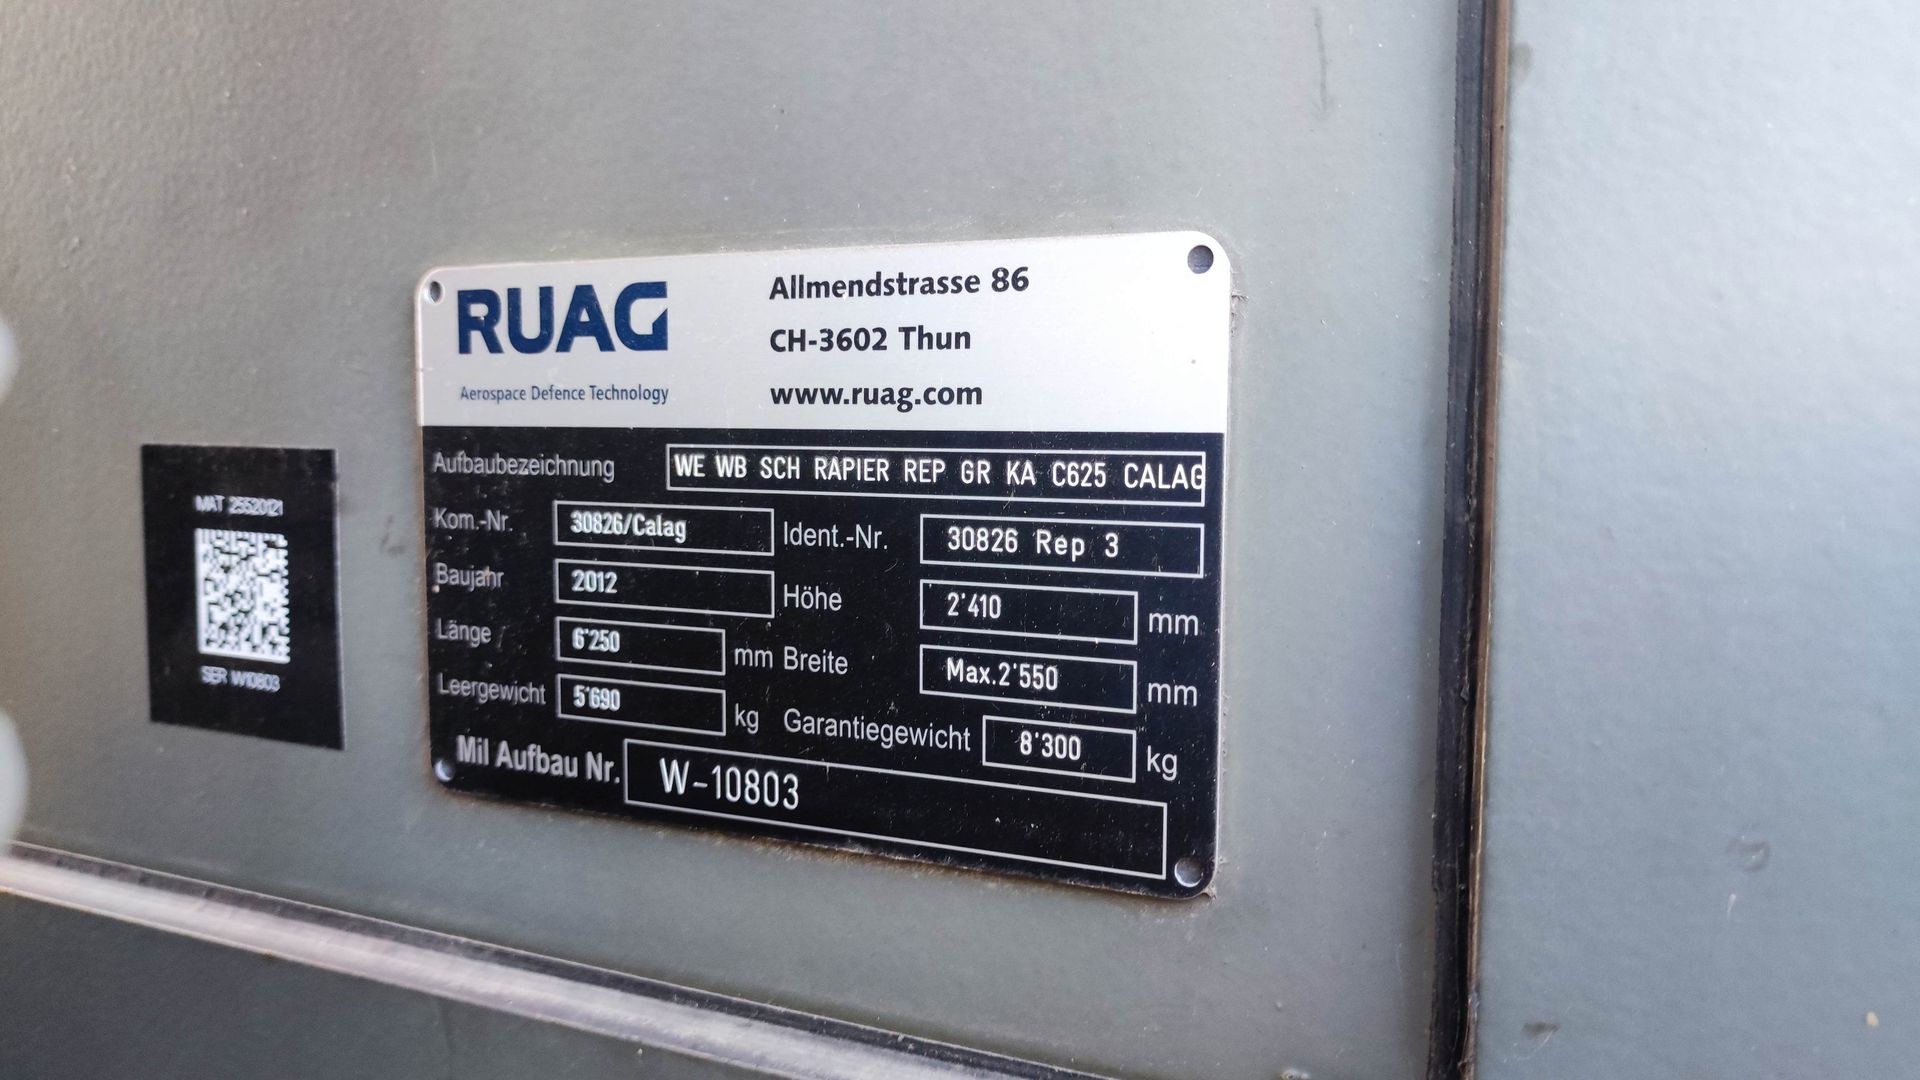 RUAG
Aerospace Defence Technology
Allmendstrasse 86
CH-3602 Thun
www.ruag.com
Aufbaubezeichnung WE WB SCH RAPIER REP GR KA C625 CALAG
Kom.-Nr. 30826/Calag Ident.-Nr. 30826 Rep 3
Baujahr 2012 Höhe 2'410 mm
Länge 6'250 mm Breite Max.2'550 mm
Leergewicht 5'690 kg Garantiegewicht 8'300 kg
Mil Aufbau Nr. W-10803
MAT 25520121
SER W10803